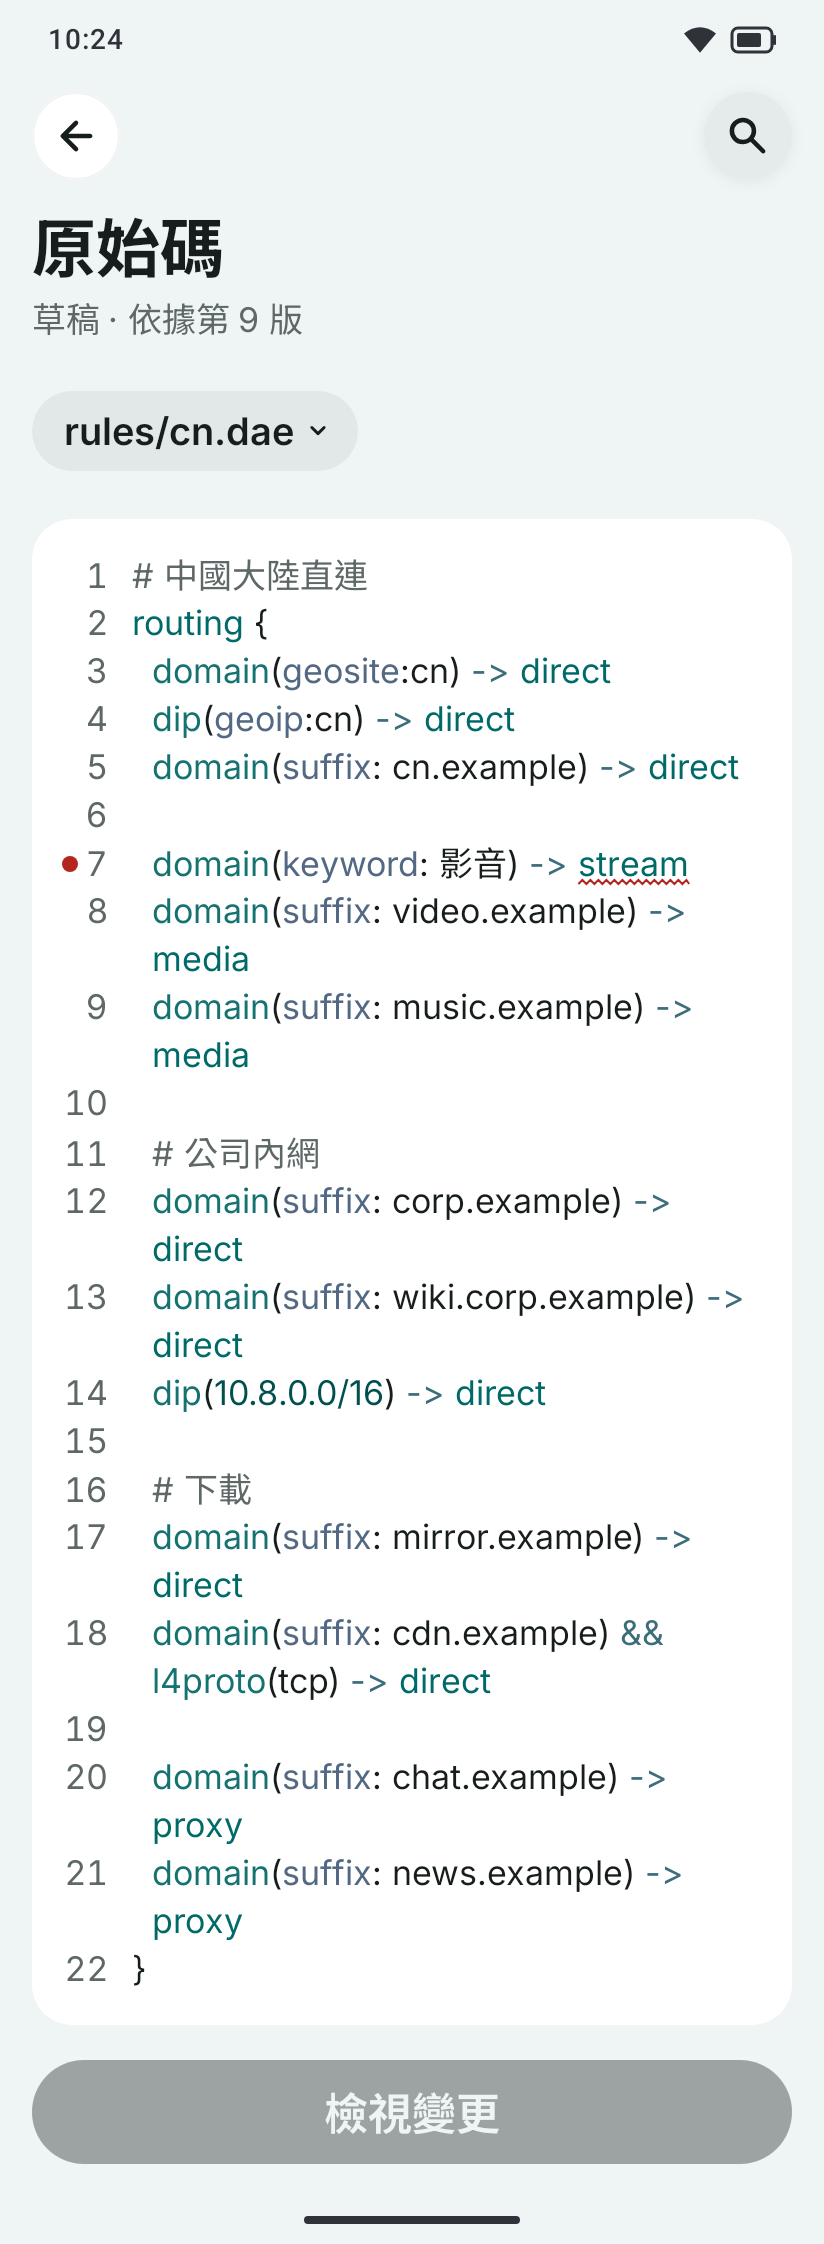 10:24
原始碼
草稿 · 依據第 9 版
rules/cn.dae
1 # 中國大陸直連
2 routing {
3 domain(geosite:cn) -> direct
4 dip(geoip:cn) -> direct
5 domain(suffix: cn.example) -> direct
6
7 domain(keyword: 影音) -> stream
8 domain(suffix: video.example) ->
media
9 domain(suffix: music.example) ->
media
10
11 # 公司內網
12 domain(suffix: corp.example) ->
direct
13 domain(suffix: wiki.corp.example) ->
direct
14 dip(10.8.0.0/16) -> direct
15
16 # 下載
17 domain(suffix: mirror.example) ->
direct
18 domain(suffix: cdn.example) &&
l4proto(tcp) -> direct
19
20 domain(suffix: chat.example) ->
proxy
21 domain(suffix: news.example) ->
proxy
22 }
檢視變更